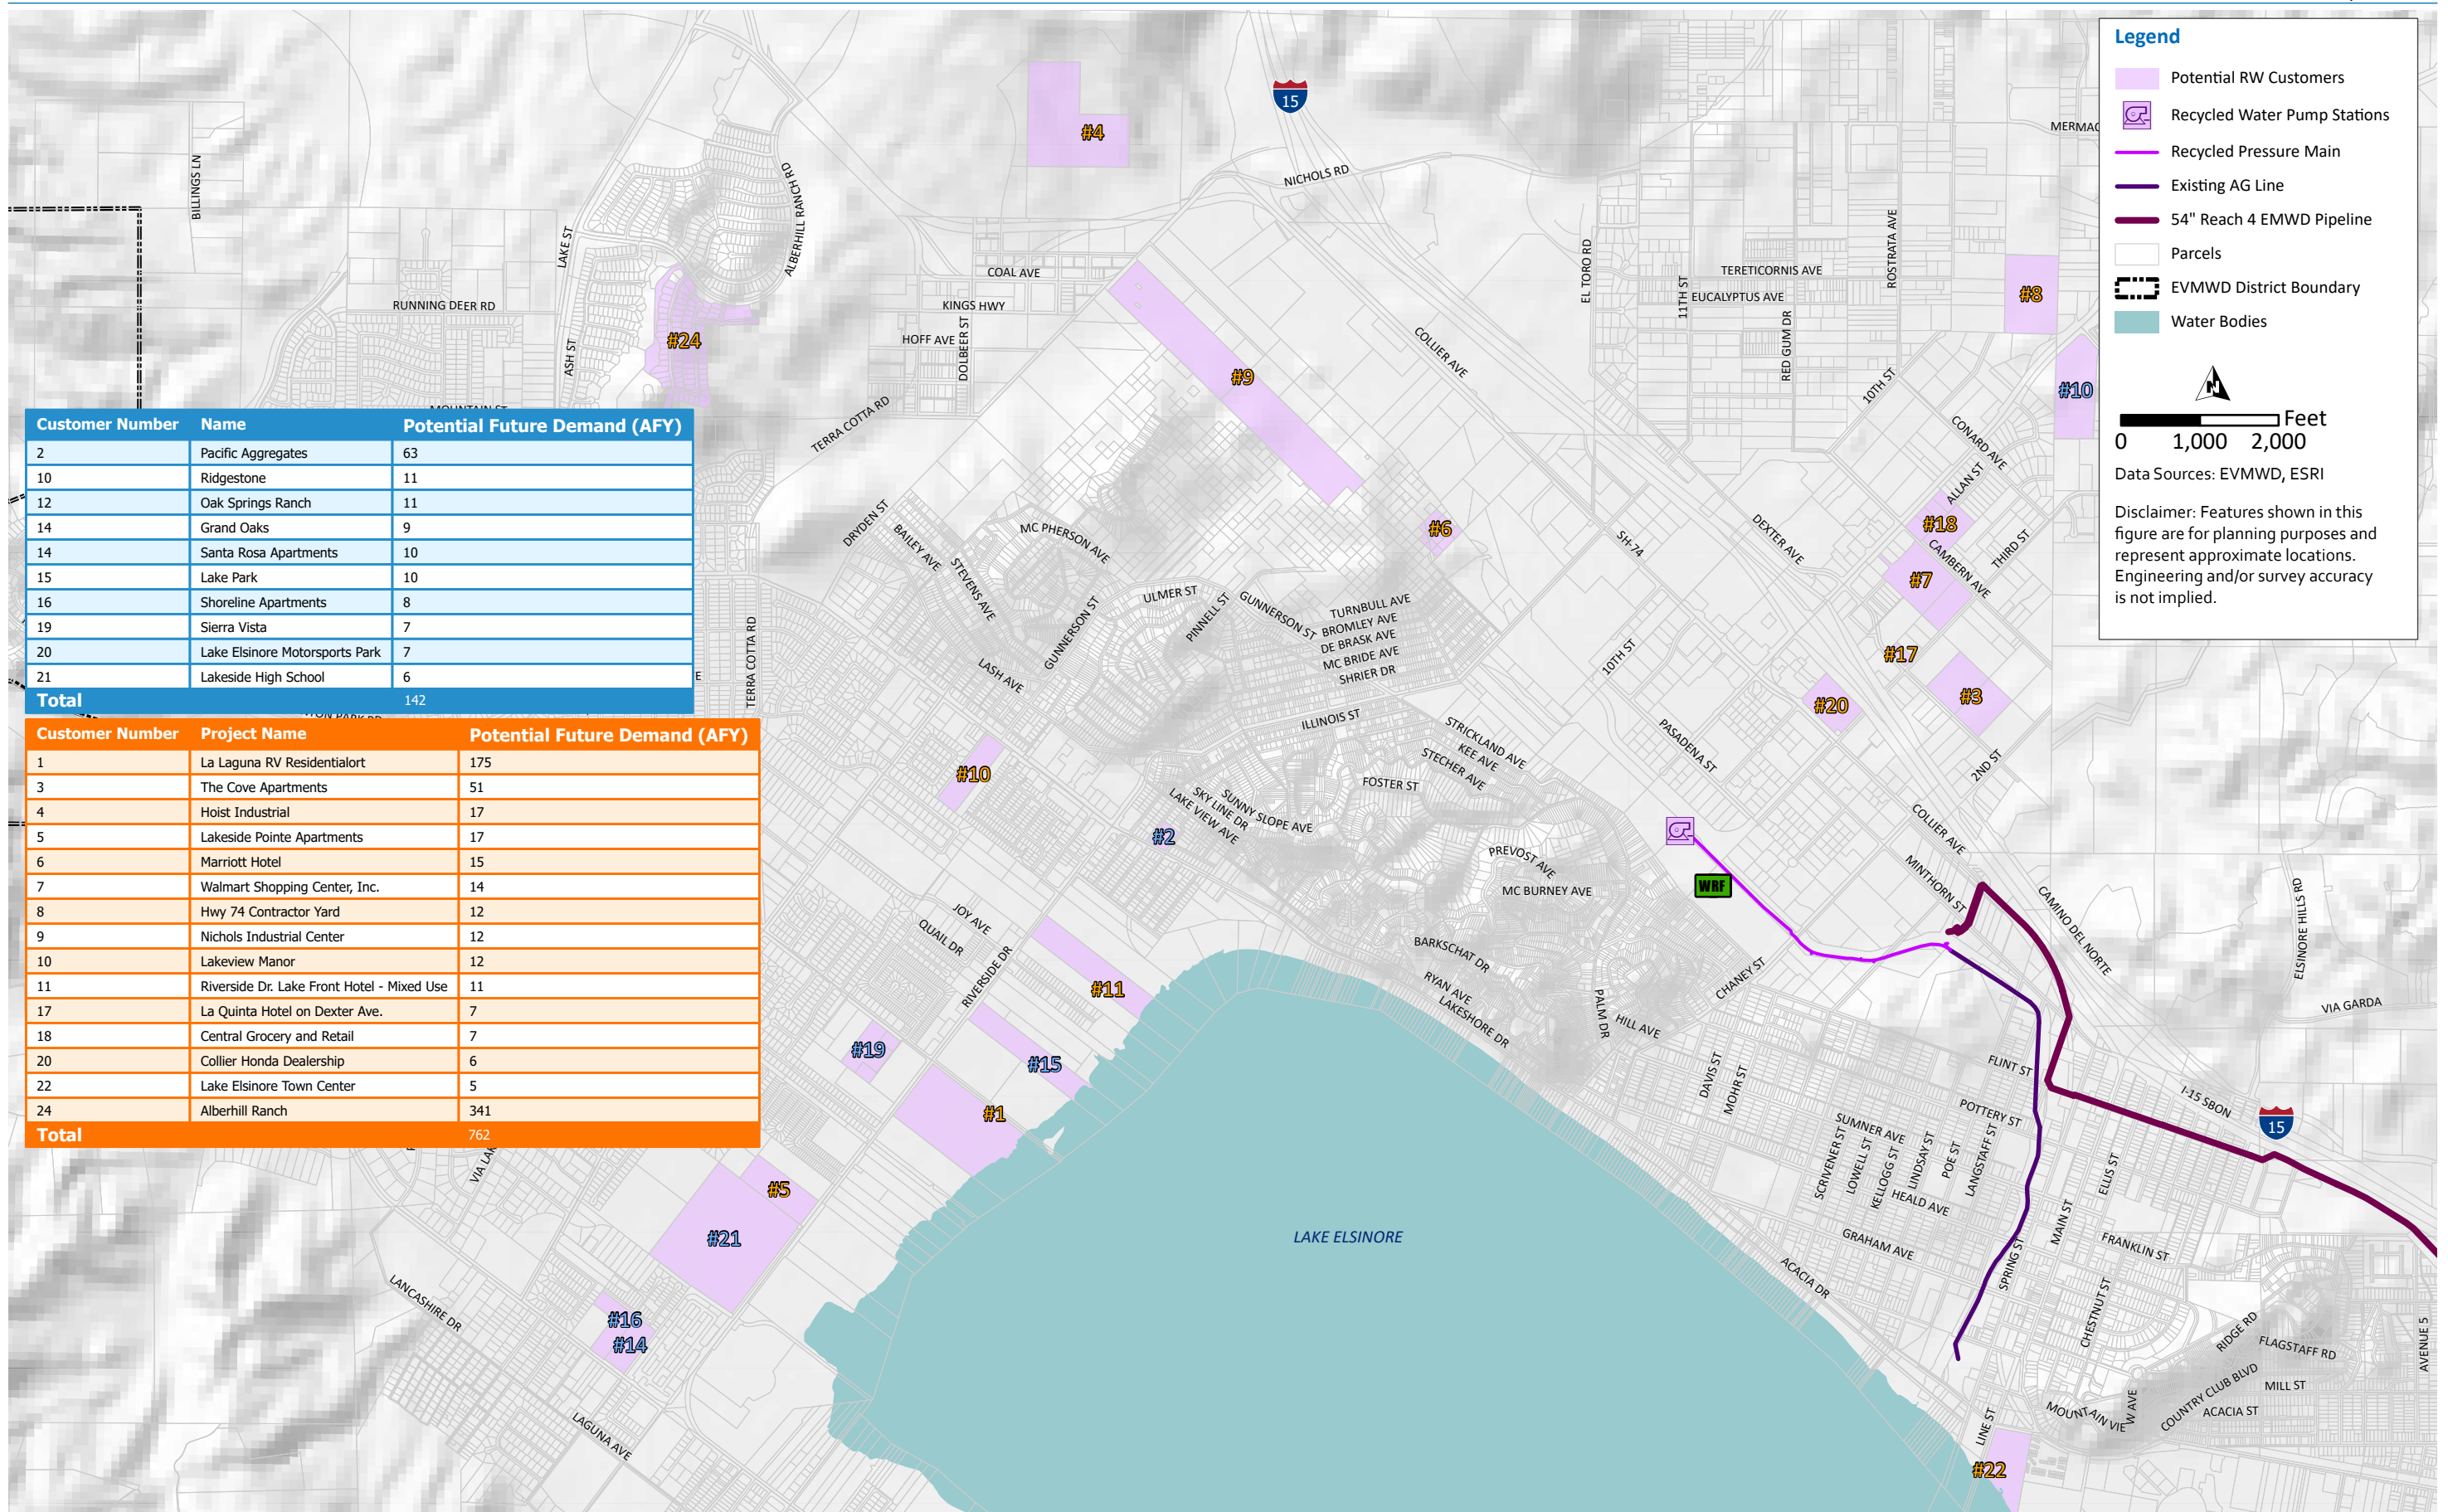 Legend
Potential RW Customers
Recycled Water Pump Stations
Recycled Pressure Main
Existing AG Line
54" Reach 4 EMWD Pipeline
Parcels
EVMWD District Boundary
Water Bodies
N
Feet
0 1,000 2,000
Data Sources: EVMWD, ESRI
Disclaimer: Features shown in this
figure are for planning purposes and
represent approximate locations.
Engineering and/or survey accuracy
is not implied.
15
#4
NICHOLS RD
MERMAC
BILLINGS LN
LAKE ST
ALBERHILL RANCH RD
COAL AVE
KINGS HWY
HOFF AVE
DOLBEER ST
RUNNING DEER RD
ASH ST
#24
#9
COLLIER AVE
EL TORO RD
11TH ST
TERETICORNIS AVE
EUCALYPTUS AVE
RED GUM DR
ROSTRATA AVE
#8
#10
10TH ST
CONARD AVE
ALLAN ST
TERRA COTTA RD
MOUNTAIN ST
Customer Number Name Potential Future Demand (AFY)
2 Pacific Aggregates 63
10 Ridgestone 11
12 Oak Springs Ranch 11
14 Grand Oaks 9
14 Santa Rosa Apartments 10
15 Lake Park 10
16 Shoreline Apartments 8
19 Sierra Vista 7
20 Lake Elsinore Motorsports Park 7
21 Lakeside High School 6
Total 142
Customer Number Project Name Potential Future Demand (AFY)
1 La Laguna RV Residentialort 175
3 The Cove Apartments 51
4 Hoist Industrial 17
5 Lakeside Pointe Apartments 17
6 Marriott Hotel 15
7 Walmart Shopping Center, Inc. 14
8 Hwy 74 Contractor Yard 12
9 Nichols Industrial Center 12
10 Lakeview Manor 12
11 Riverside Dr. Lake Front Hotel - Mixed Use 11
17 La Quinta Hotel on Dexter Ave. 7
18 Central Grocery and Retail 7
20 Collier Honda Dealership 6
22 Lake Elsinore Town Center 5
24 Alberhill Ranch 341
Total 762
DRYDEN ST
BAILEY AVE
STEVENS AVE
MC PHERSON AVE
GUNNERSON ST
ULMER ST
PINNELL ST
GUNNERSON ST
TURNBULL AVE
BROMLEY AVE
DE BRASK AVE
MC BRIDE AVE
SHRIER DR
#6
SH-74
DEXTER AVE
#18
CAMBERN AVE
THIRD ST
#7
#17
#3
#20
10TH ST
PASADENA ST
2ND ST
TERRA COTTA RD
E
LASH AVE
ILLINOIS ST
STRICKLAND AVE
KEE AVE
STECHER AVE
FOSTER ST
SUNNY SLOPE AVE
SKY LINE DR
LAKE VIEW AVE
#10
#2
PREVOST AVE
MC BURNEY AVE
WRF
COLLIER AVE
MINTHORN ST
CAMINO DEL NORTE
ELSINORE HILLS RD
VIA GARDA
JOY AVE
QUAIL DR
RIVERSIDE DR
#11
#15
#19
#1
BARKSCHAT DR
RYAN AVE
LAKESHORE DR
PALM DR
HILL AVE
CHANEY ST
DAVIS ST
MOHR ST
FLINT ST
POTTERY ST
SUMNER AVE
SCRIVENER ST
LOWELL ST
KELLOGG ST
LINDSAY ST
POE ST
LANGSTAFF ST
HEALD AVE
GRAHAM AVE
I-15 SBON
15
ELLIS ST
MAIN ST
SPRING ST
FRANKLIN ST
CHESTNUT ST
VIA LAK
#5
#21
#16
#14
LANCASHIRE DR
LAGUNA AVE
LAKE ELSINORE
ACACIA DR
LINE ST
#22
MOUNTAIN VIE
W AVE
RIDGE RD
FLAGSTAFF RD
COUNTRY CLUB BLVD
MILL ST
ACACIA ST
AVENUE 5